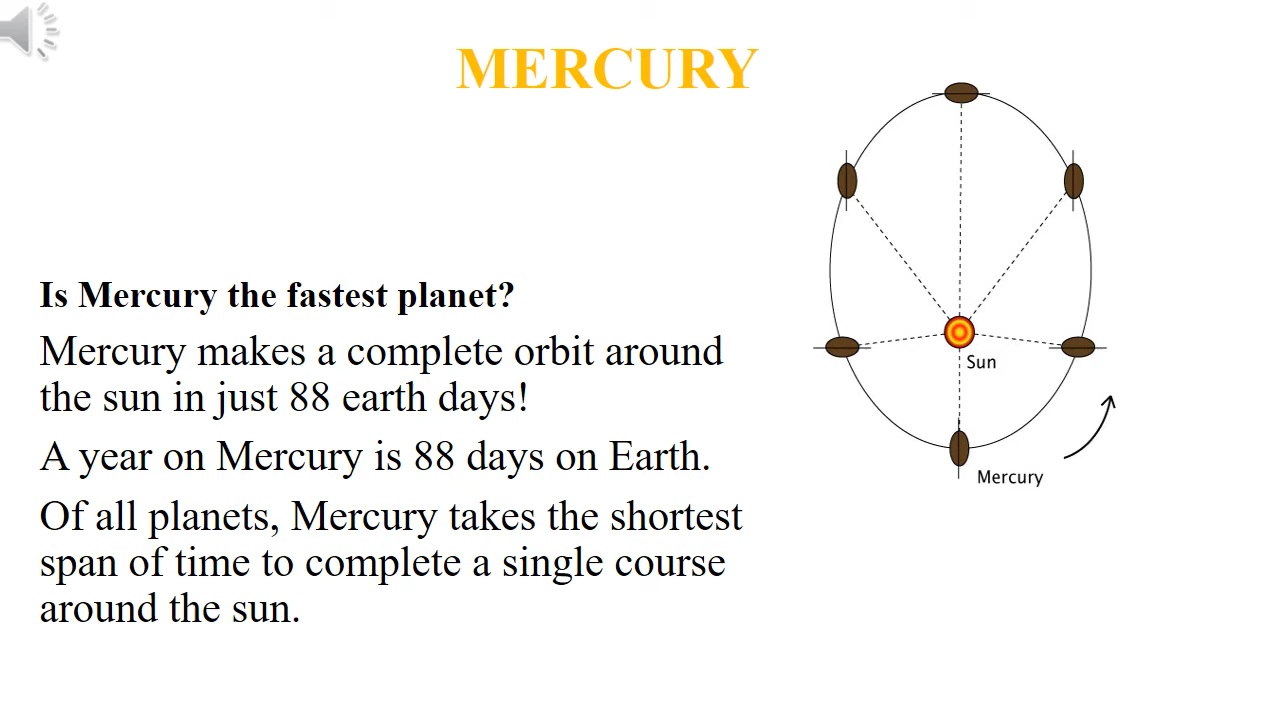 MERCURY
Is Mercury the fastest planet?
Mercury makes a complete orbit around
the sun in just 88 earth days!
A year on Mercury is 88 days on Earth.
Of all planets, Mercury takes the shortest
span of time to complete a single course
around the sun.
Sun
Mercury